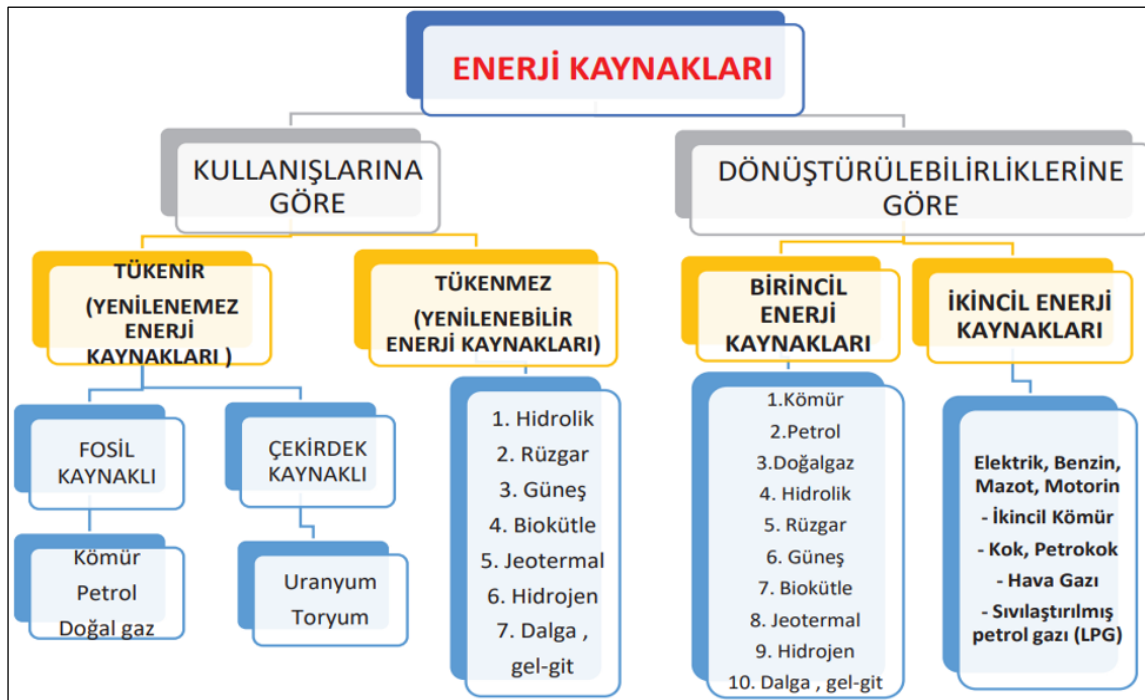 ENERJİ KAYNAKLARI
KULLANIŞLARINA
GÖRE
DÖNÜŞTÜRÜLEBİLİRLİKLERİNE
GÖRE
TÜKENİR
(YENİLENEMEZ
ENERJİ
KAYNAKLARI )
TÜKENMEZ
(YENİLENEBİLİR
ENERJİ KAYNAKLARI)
BİRİNCİL
ENERJİ
KAYNAKLARI
İKİNCİL ENERJİ
KAYNAKLARI
FOSİL
KAYNAKLI
ÇEKİRDEK
KAYNAKLI
Kömür
Petrol
Doğal gaz
Uranyum
Toryum
1. Hidrolik
2. Rüzgar
3. Güneş
4. Biokütle
5. Jeotermal
6. Hidrojen
7. Dalga ,
gel-git
1.Kömür
2.Petrol
3.Doğalgaz
4. Hidrolik
5. Rüzgar
6. Güneş
7. Biokütle
8. Jeotermal
9. Hidrojen
10. Dalga , gel-git
Elektrik, Benzin,
Mazot, Motorin
- İkincil Kömür
- Kok, Petrokok
- Hava Gazı
- Sıvılaştırılmış
petrol gazı (LPG)